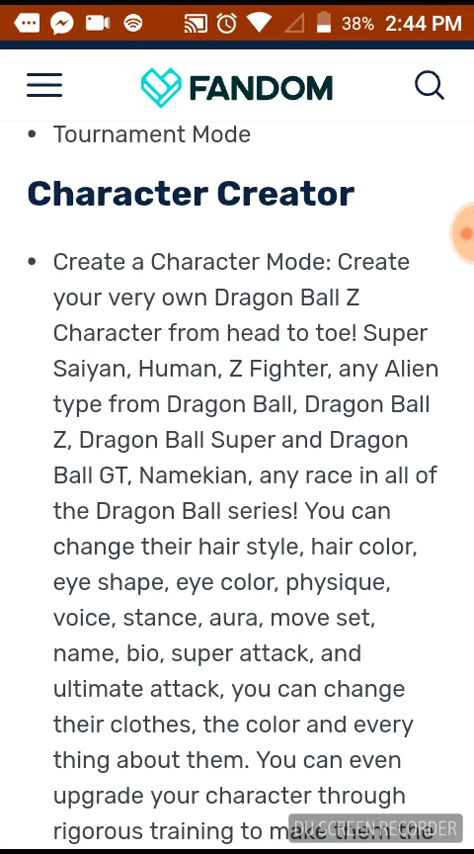 38% 2:44 PM
FANDOM
Tournament Mode
Character Creator
Create a Character Mode: Create
your very own Dragon Ball Z
Character from head to toe! Super
Saiyan, Human, Z Fighter, any Alien
type from Dragon Ball, Dragon Ball
Z, Dragon Ball Super and Dragon
Ball GT, Namekian, any race in all of
the Dragon Ball series! You can
change their hair style, hair color,
eye shape, eye color, physique,
voice, stance, aura, move set,
name, bio, super attack, and
ultimate attack, you can change
their clothes, the color and every
thing about them. You can even
upgrade your character through
rigorous training to make them the
DU SCREEN RECORDER